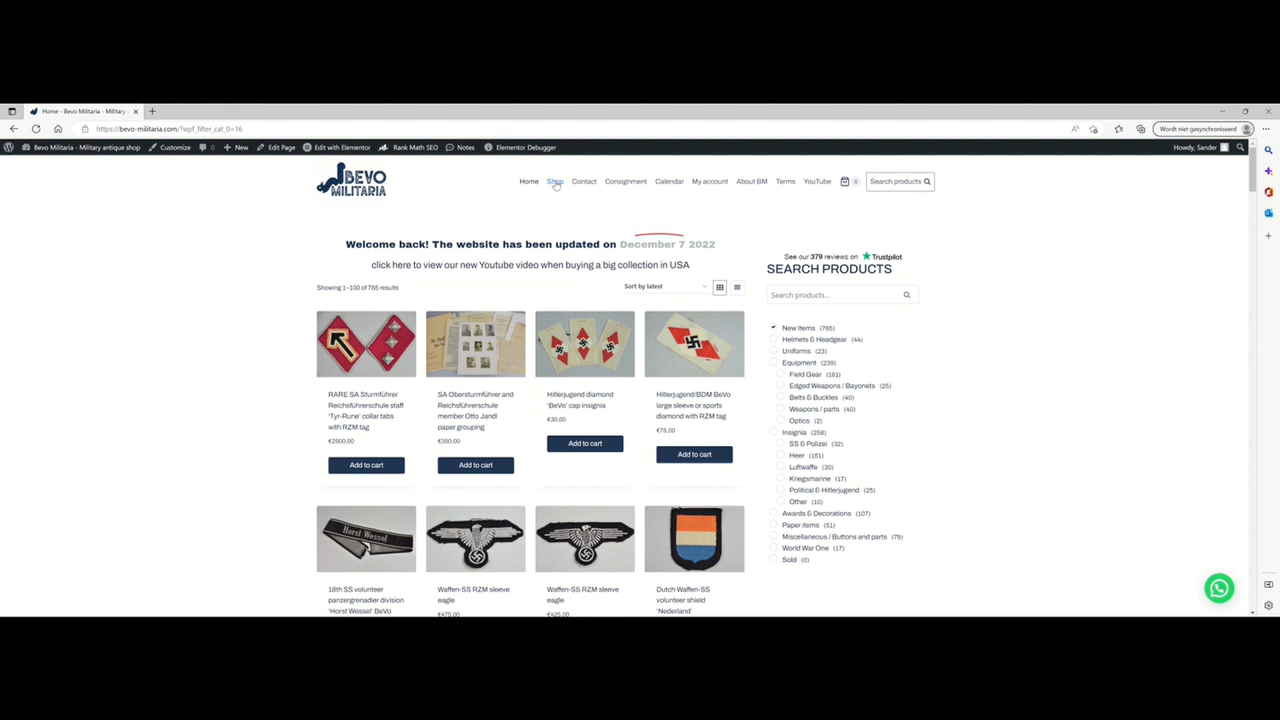 Home - Bevo Militaria - Military
https://bevo-militaria.com/?wpf_filter_cat_0=16
Wordt niet gesynchroniseerd
Bevo Militaria - Military antique shop
Customize
0
New
Edit Page
Edit with Elementor
Rank Math SEO
Notes
Elementor Debugger
Howdy, Sander
BEVO
MILITARIA
Home
Shop
Contact
Consignment
Calendar
My account
About BM
Terms
YouTube
0
Search products
Welcome back! The website has been updated on December 7 2022
click here to view our new Youtube video when buying a big collection in USA
Showing 1–100 of 765 results
Sort by latest
RARE SA Sturmführer
Reichsführerschule staff
'Tyr-Rune' collar tabs
with RZM tag
€2500,00
Add to cart
SA Obersturmführer and
Reichsführerschule
member Otto Jandl
paper grouping
€350,00
Add to cart
Hitlerjugend diamond
'BeVo' cap insignia
€30,00
Add to cart
Hitlerjugend/BDM BeVo
large sleeve or sports
diamond with RZM tag
€75,00
Add to cart
Horst Wessel
18th SS volunteer
panzergrenadier division
'Horst Wessel' BeVo
Waffen-SS RZM sleeve
eagle
€475,00
Waffen-SS RZM sleeve
eagle
€425,00
Dutch Waffen-SS
volunteer shield
'Nederland'
See our 379 reviews on Trustpilot
SEARCH PRODUCTS
Search products...
New Items (765)
Helmets & Headgear (44)
Uniforms (23)
Equipment (239)
Field Gear (161)
Edged Weapons / Bayonets (25)
Belts & Buckles (40)
Weapons / parts (40)
Optics (2)
Insignia (258)
SS & Polizei (32)
Heer (151)
Luftwaffe (30)
Kriegsmarine (17)
Political & Hitlerjugend (25)
Other (10)
Awards & Decorations (107)
Paper items (51)
Miscellaneous / Buttons and parts (79)
World War One (17)
Sold (0)